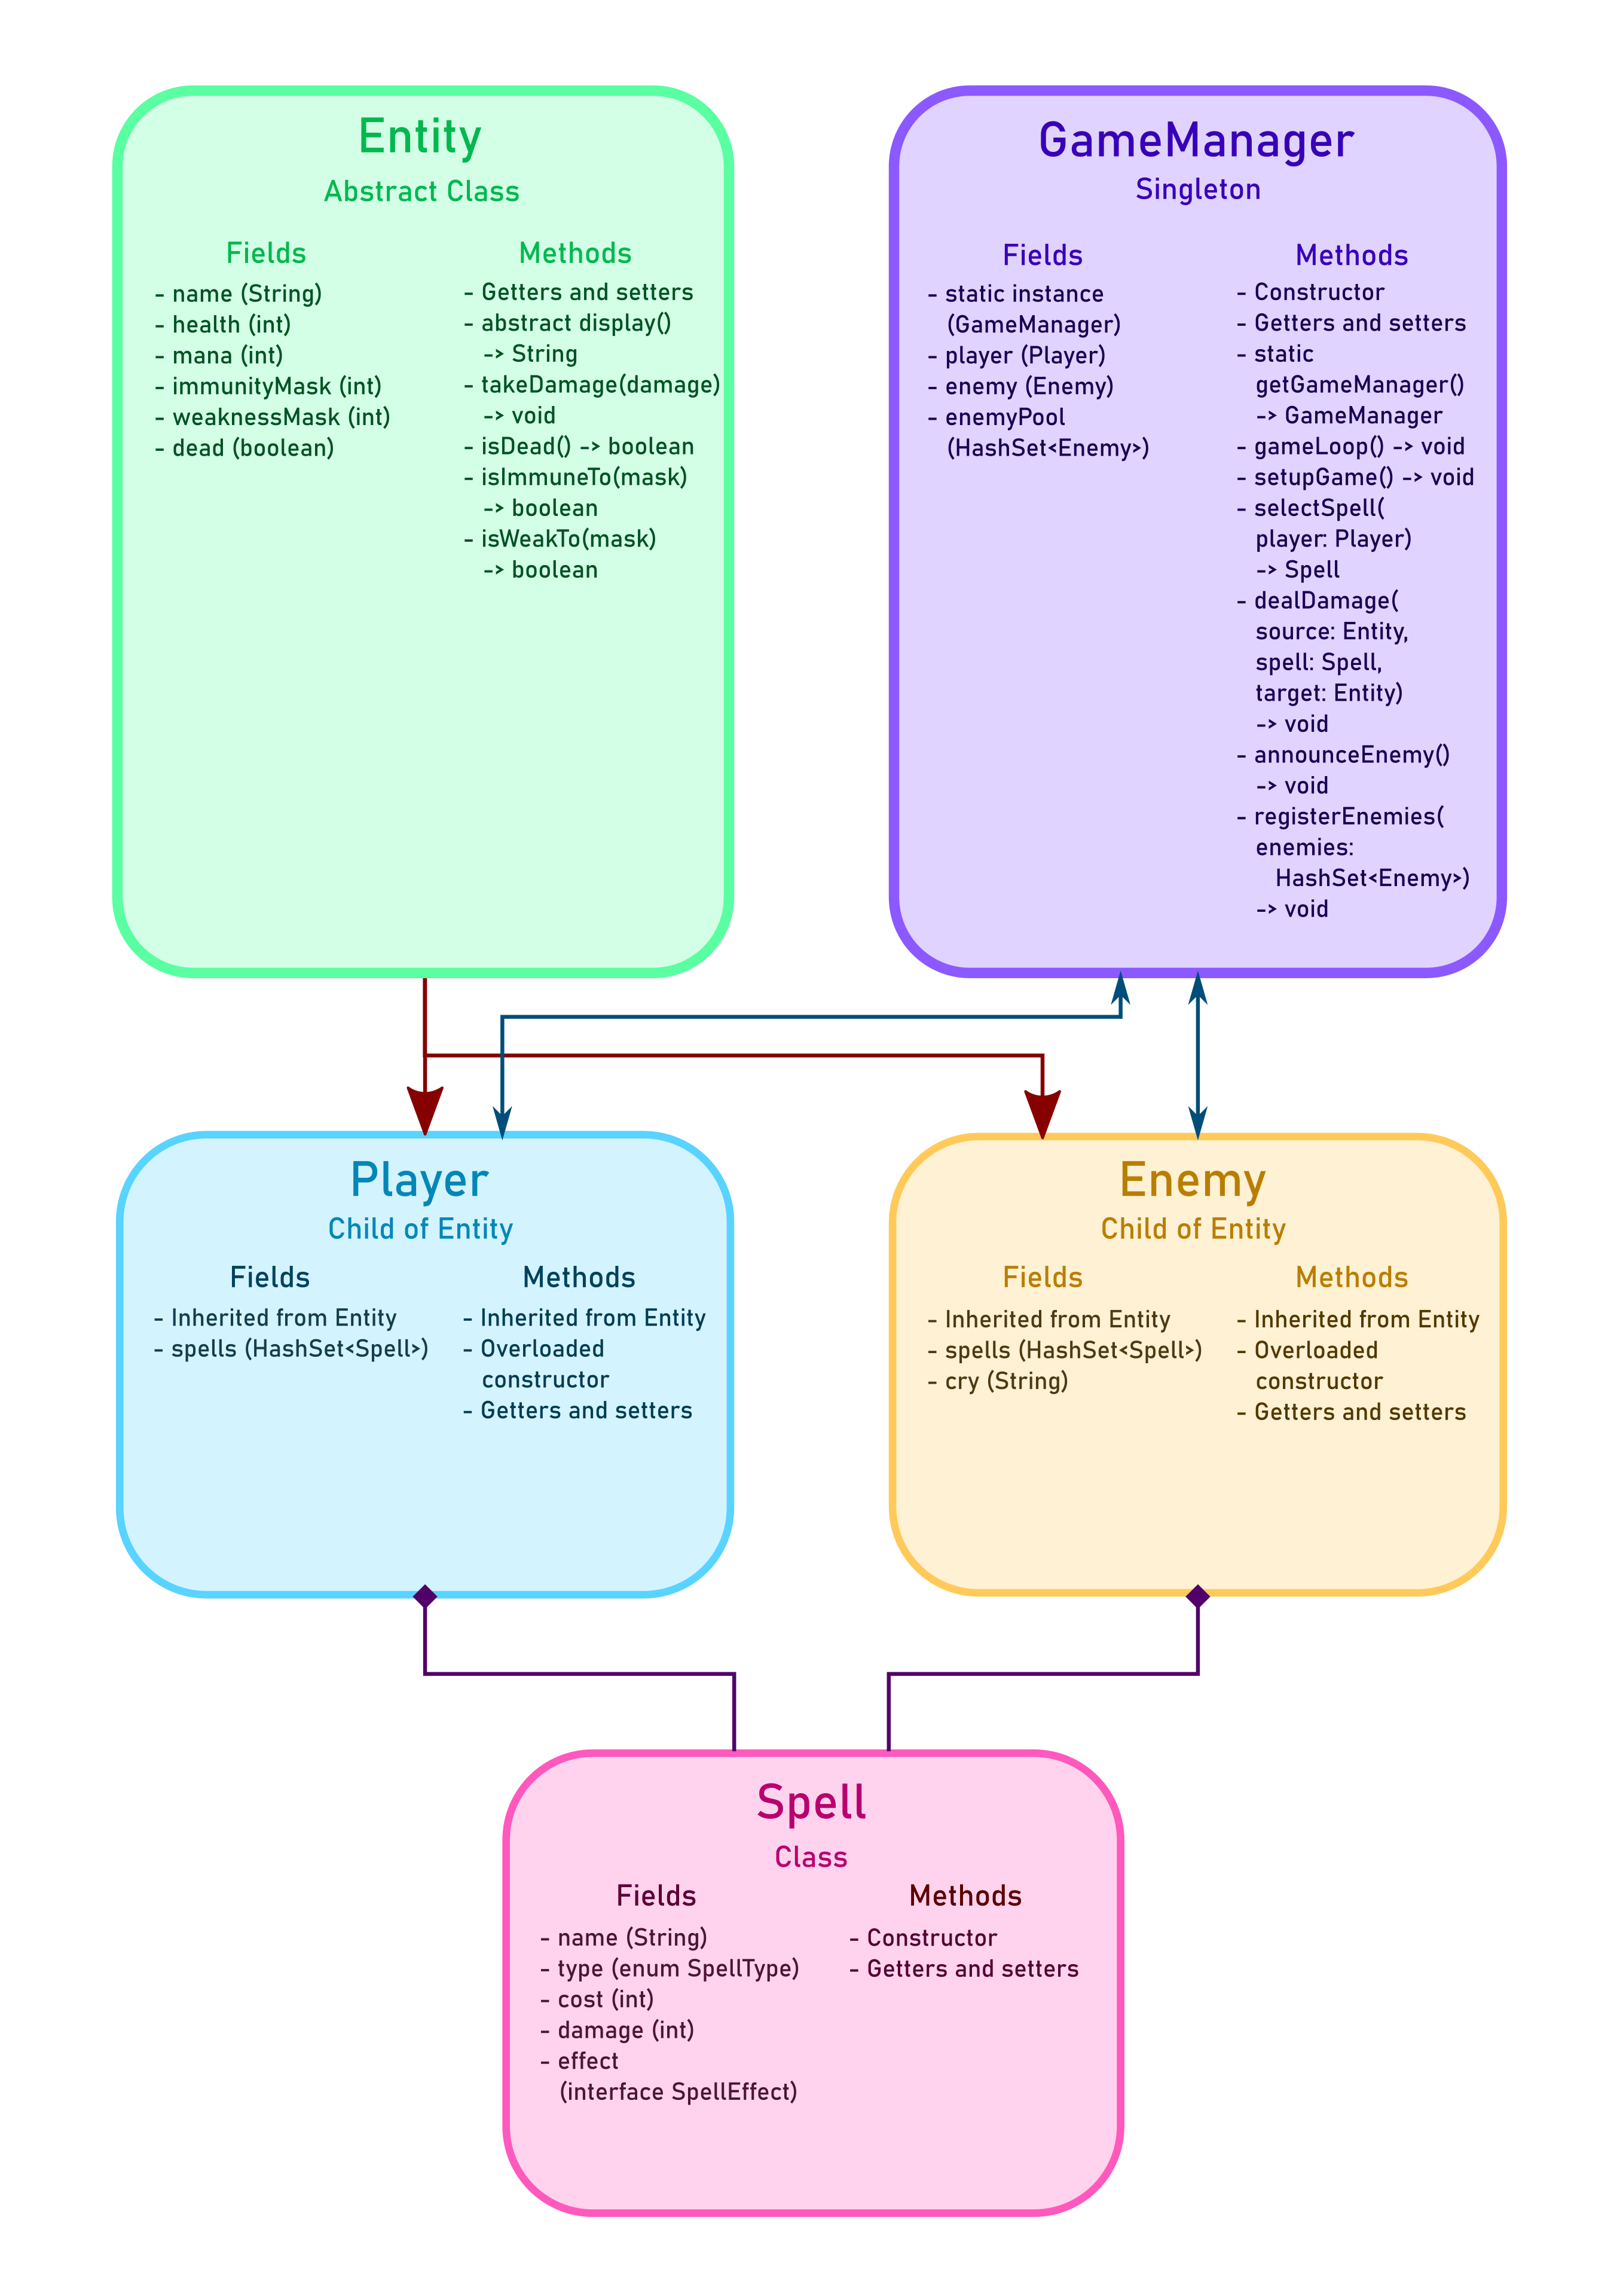 Entity
Abstract Class
Fields
- name (String)
- health (int)
- mana (int)
- immunityMask (int)
- weaknessMask (int)
- dead (boolean)
Methods
- Getters and setters
- abstract display()
-> String
- takeDamage(damage)
-> void
- isDead() -> boolean
- isImmuneTo(mask)
-> boolean
- isWeakTo(mask)
-> boolean
GameManager
Singleton
Fields
- static instance
(GameManager)
- player (Player)
- enemy (Enemy)
- enemyPool
(HashSet<Enemy>)
Methods
- Constructor
- Getters and setters
- static
getGameManager()
-> GameManager
- gameLoop() -> void
- setupGame() -> void
- selectSpell(
player: Player)
-> Spell
- dealDamage(
source: Entity,
spell: Spell,
target: Entity)
-> void
- announceEnemy()
-> void
- registerEnemies(
enemies:
HashSet<Enemy>)
-> void
Player
Child of Entity
Fields
- Inherited from Entity
- spells (HashSet<Spell>)
Methods
- Inherited from Entity
- Overloaded
constructor
- Getters and setters
Enemy
Child of Entity
Fields
- Inherited from Entity
- spells (HashSet<Spell>)
- cry (String)
Methods
- Inherited from Entity
- Overloaded
constructor
- Getters and setters
Spell
Class
Fields
- name (String)
- type (enum SpellType)
- cost (int)
- damage (int)
- effect
(interface SpellEffect)
Methods
- Constructor
- Getters and setters